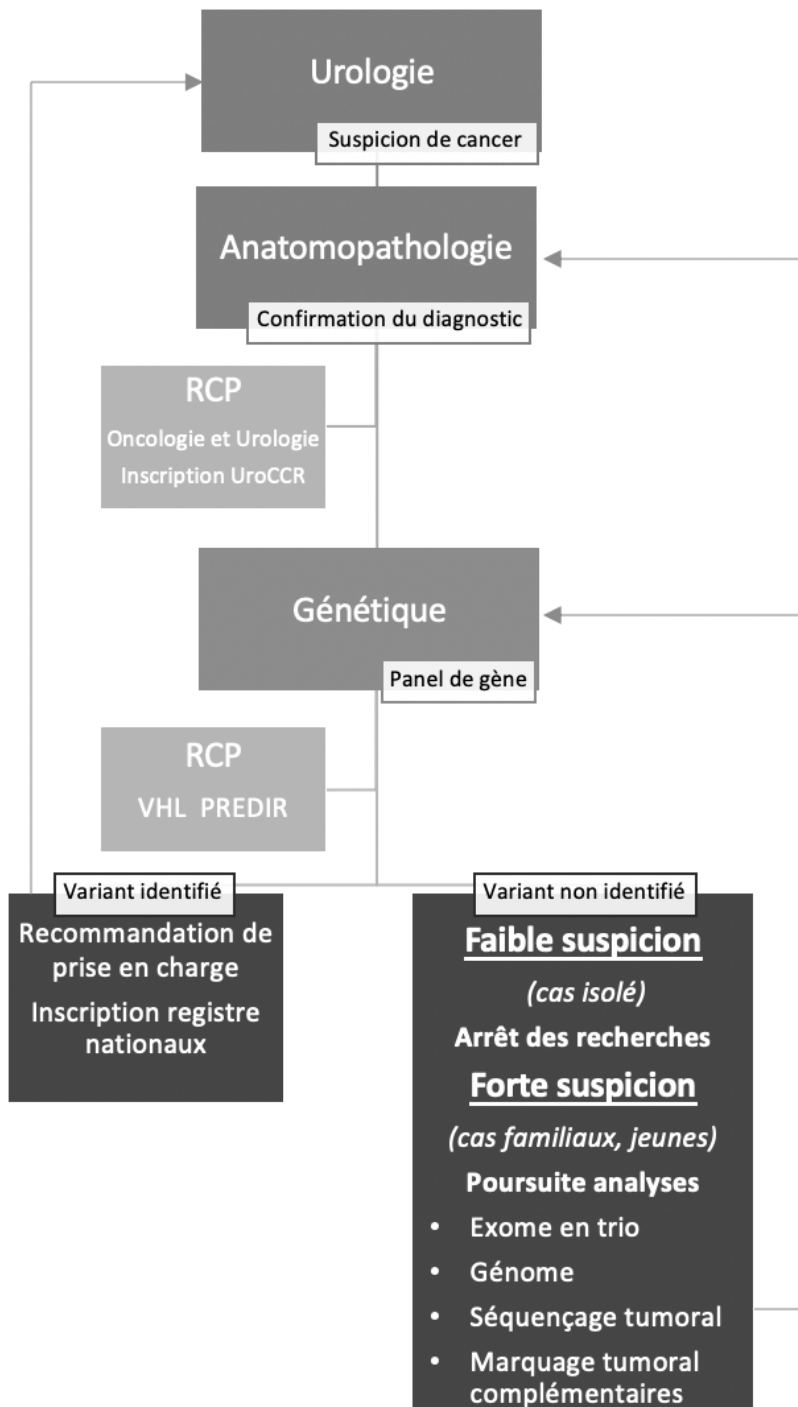 Urologie
Suspicion de cancer
Anatomopathologie
Confirmation du diagnostic
RCP
Oncologie et Urologie
Inscription UroCCR
Génétique
Panel de gène
RCP
VHL PREDIR
Variant identifié
Recommandation de
prise en charge
Inscription registre
nationaux
Variant non identifié
Faible suspicion
(cas isolé)
Arrêt des recherches
Forte suspicion
(cas familiaux, jeunes)
Poursuite analyses
• Exome en trio
• Génome
• Séquençage tumoral
• Marquage tumoral
complémentaires